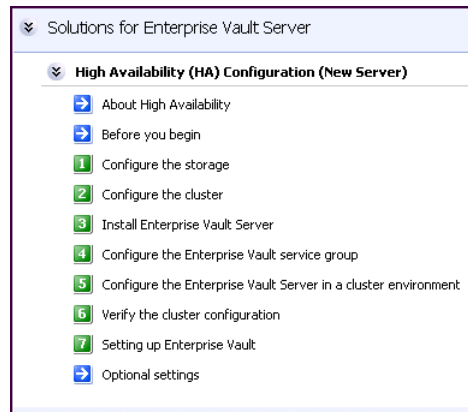 Solutions for Enterprise Vault Server
High Availability (HA) Configuration (New Server)
About High Availability
Before you begin
1 Configure the storage
2 Configure the cluster
3 Install Enterprise Vault Server
4 Configure the Enterprise Vault service group
5 Configure the Enterprise Vault Server in a cluster environment
6 Verify the cluster configuration
7 Setting up Enterprise Vault
Optional settings